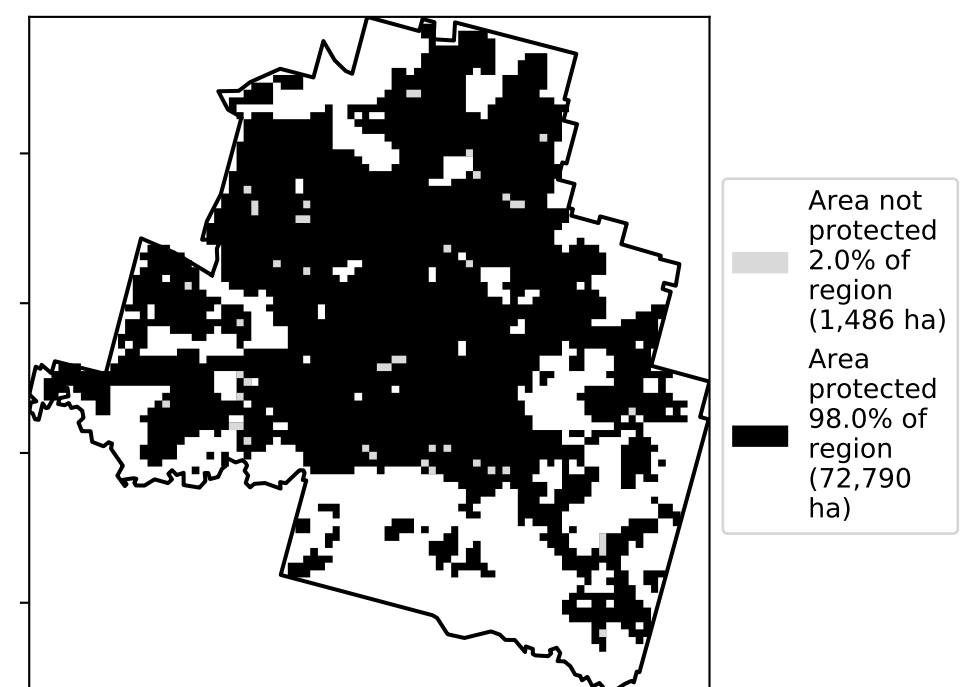 Area not
protected
2.0% of
region
(1,486 ha)
Area
protected
98.0% of
region
(72,790
ha)